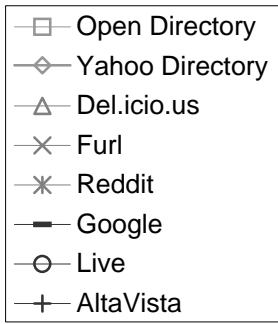 Open Directory
Yahoo Directory
Del.icio.us
Furl
Reddit
Google
Live
AltaVista